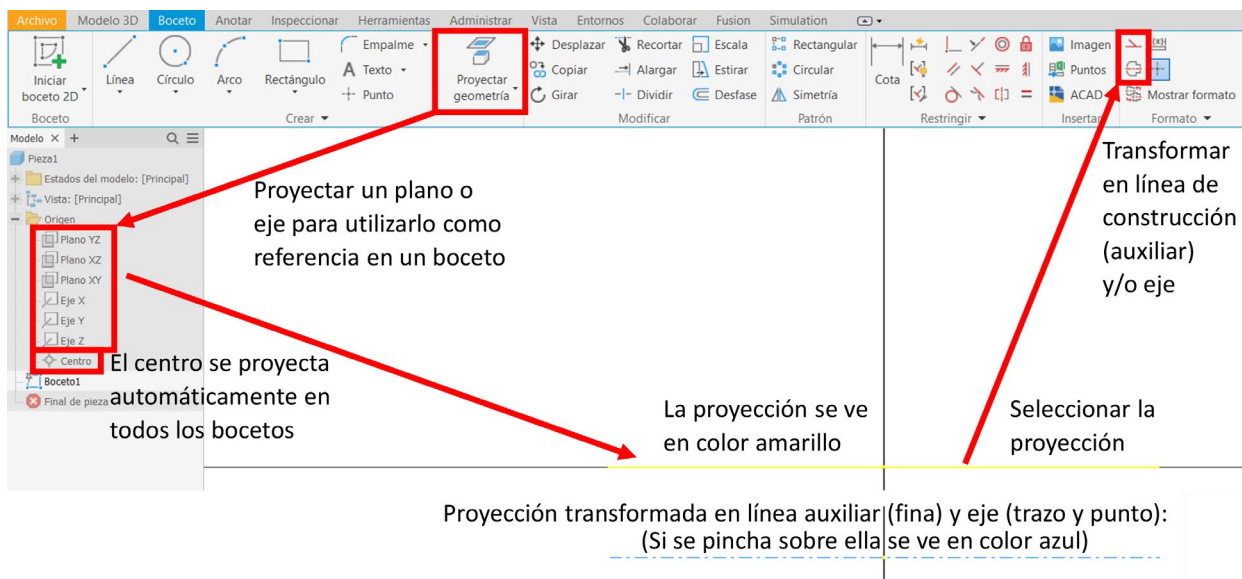 Archivo Modelo 3D Boceto Anotar Inspeccionar Herramientas Administrar Vista Entornos Colaborar Fusion Simulation
Iniciar
boceto 2D
Línea
Círculo
Arco
Rectángulo
Empalme
Texto
Punto
Proyectar
geometría
Desplazar Recortar Escala
Copiar Alargar Estirar
Girar Dividir Desfase
Rectangular
Circular
Simetría
Cota
Imagen
Puntos
ACAD
Mostrar formato
Boceto Crear Modificar Patrón Restringir Insertar Formato
Modelo
Pieza1
Estados del modelo: [Principal]
Vista: [Principal]
Origen
Plano YZ
Plano XZ
Plano XY
Eje X
Eje Y
Eje Z
Centro
Boceto1
Final de pieza
Proyectar un plano o
eje para utilizarlo como
referencia en un boceto
Transformar
en línea de
construcción
(auxiliar)
y/o eje
El centro se proyecta
automáticamente en
todos los bocetos
La proyección se ve
en color amarillo
Seleccionar la
proyección
Proyección transformada en línea auxiliar (fina) y eje (trazo y punto):
(Si se pincha sobre ella se ve en color azul)